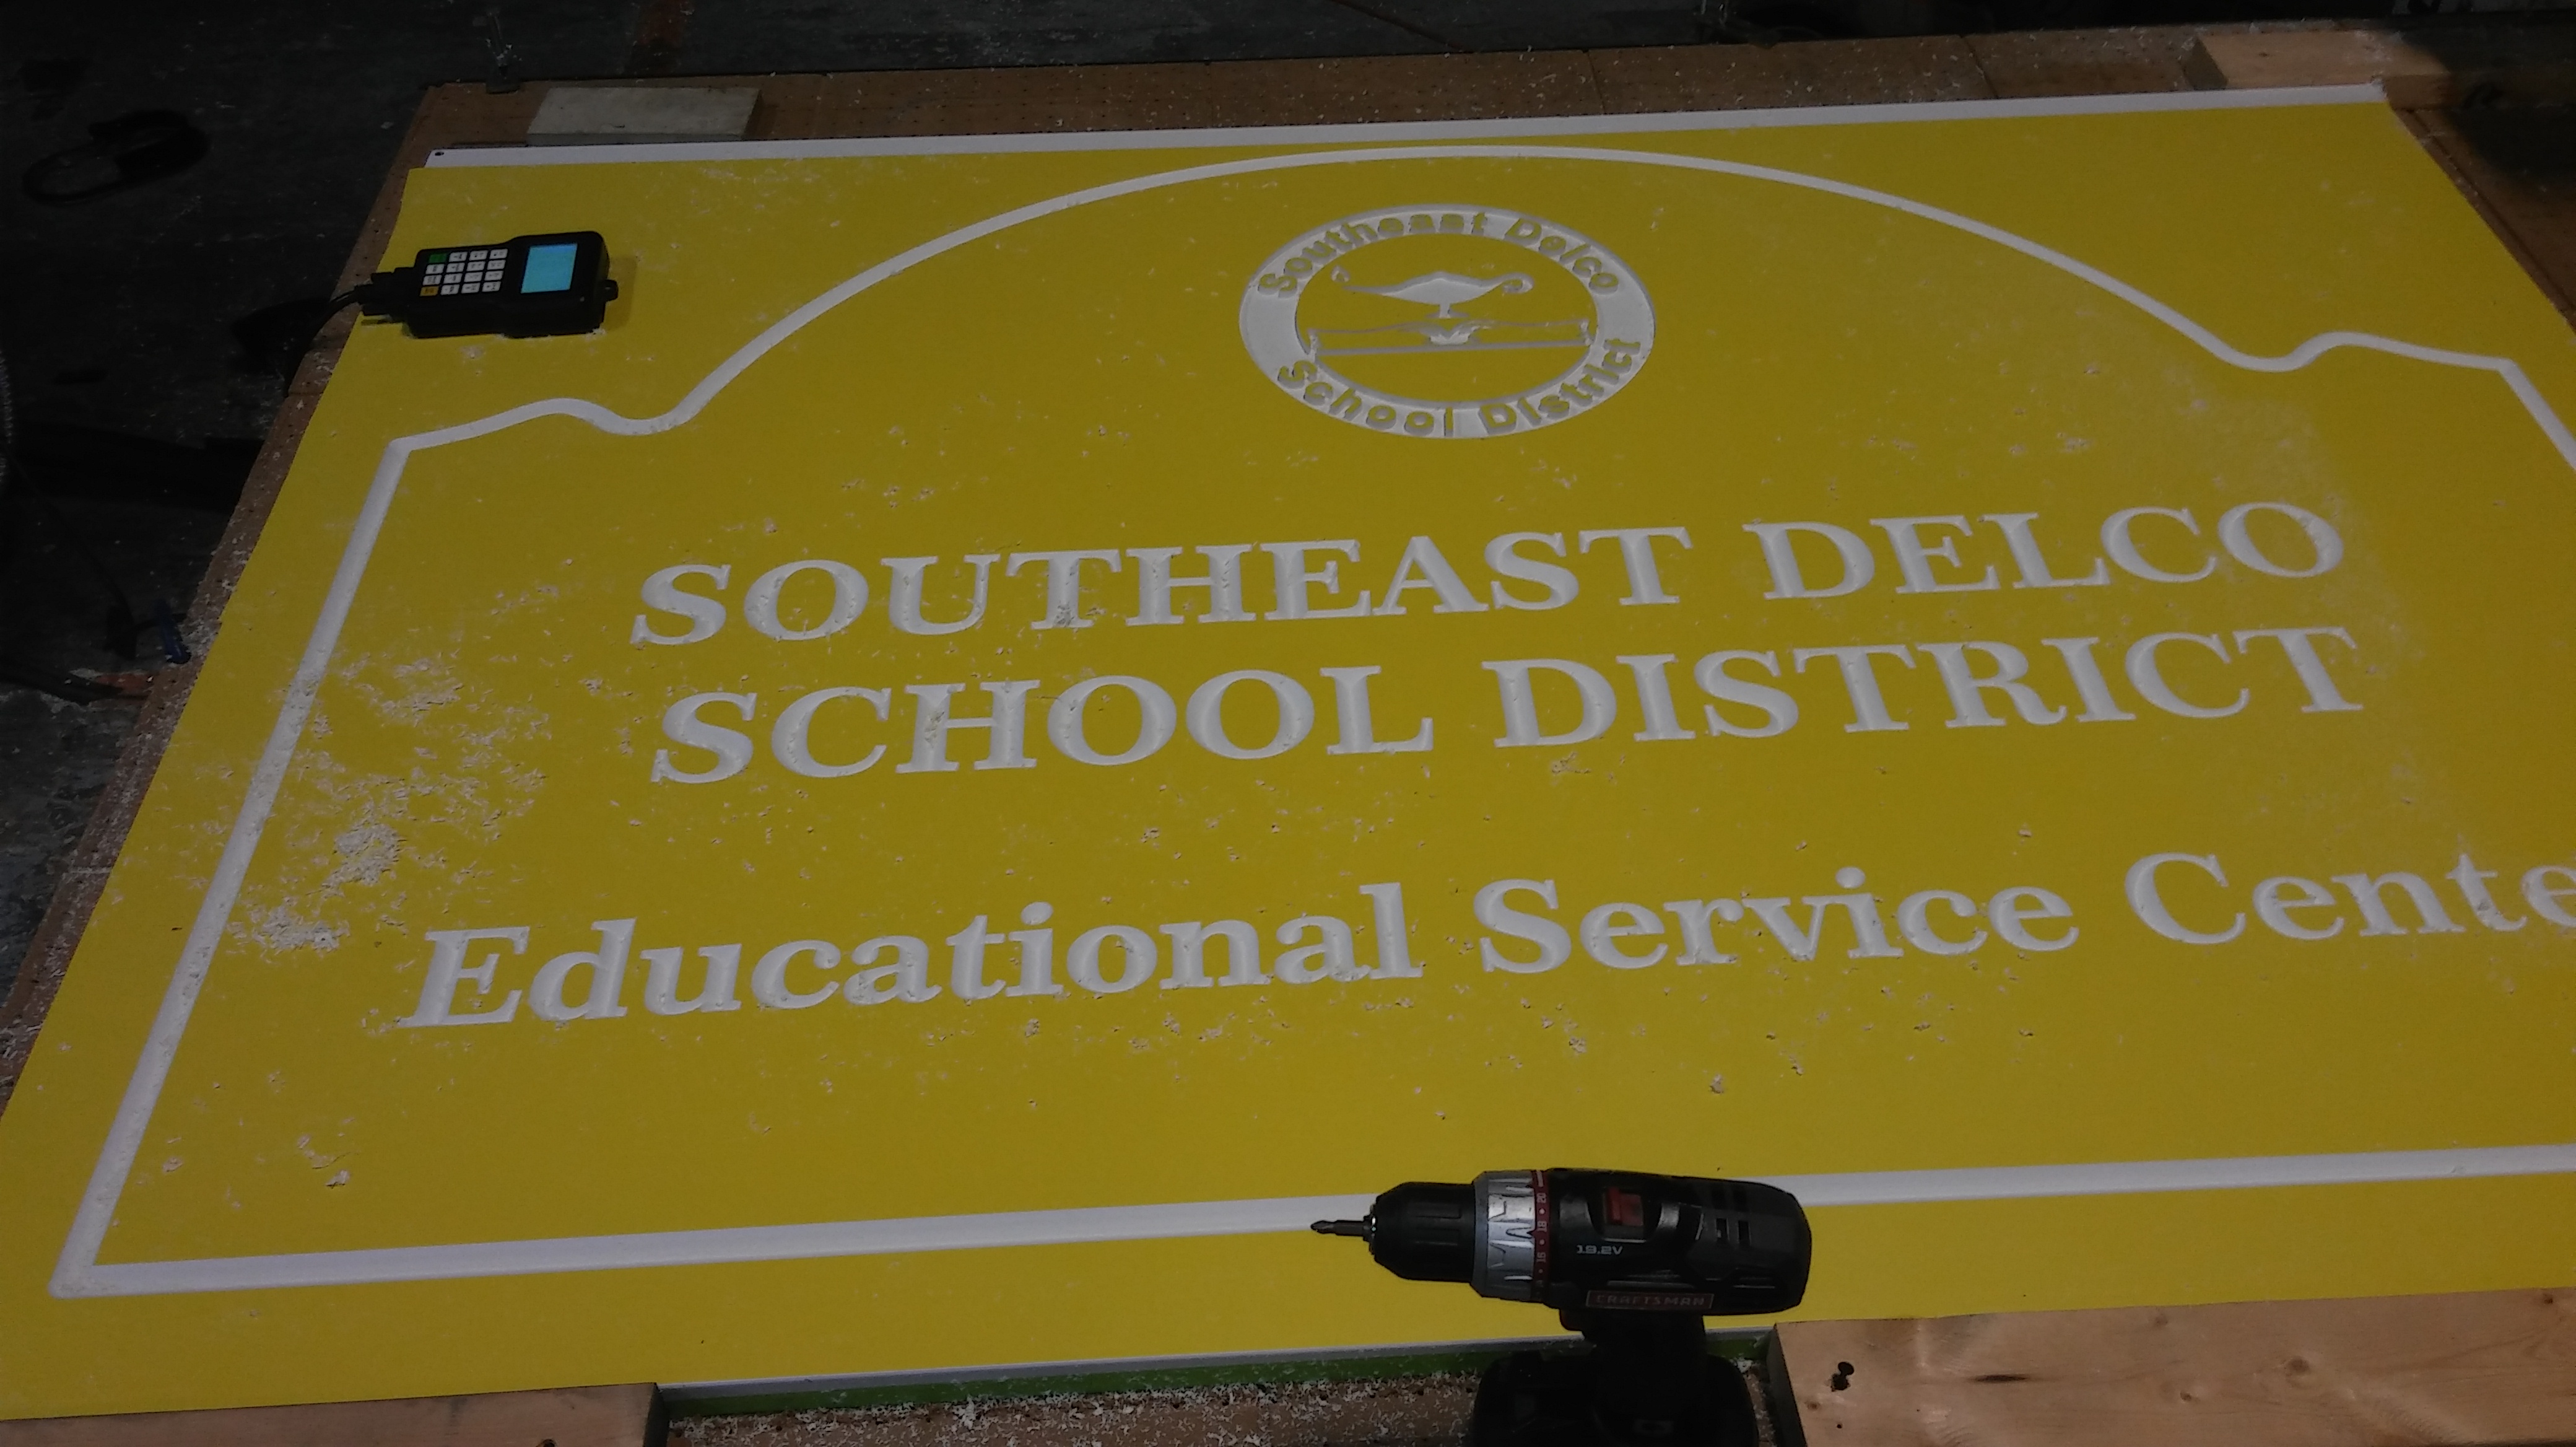 Southeast Delco
School District
SOUTHEAST DELCO
SCHOOL DISTRICT
Educational Service Cente
19.2V
CRAFTSMAN